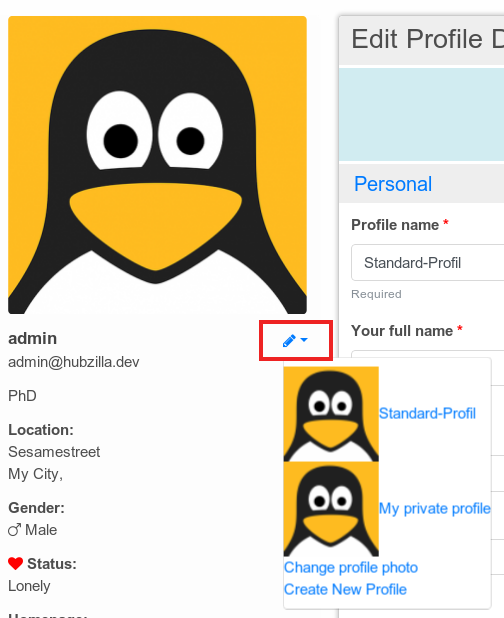 Edit Profile D
Personal
Profile name *
Standard-Profil
Required
Your full name *
admin
admin@hubzilla.dev
PhD
Location:
Sesamestreet
My City,
Gender:
♂ Male
Status:
Lonely
Standard-Profil
My private profile
Change profile photo
Create New Profile